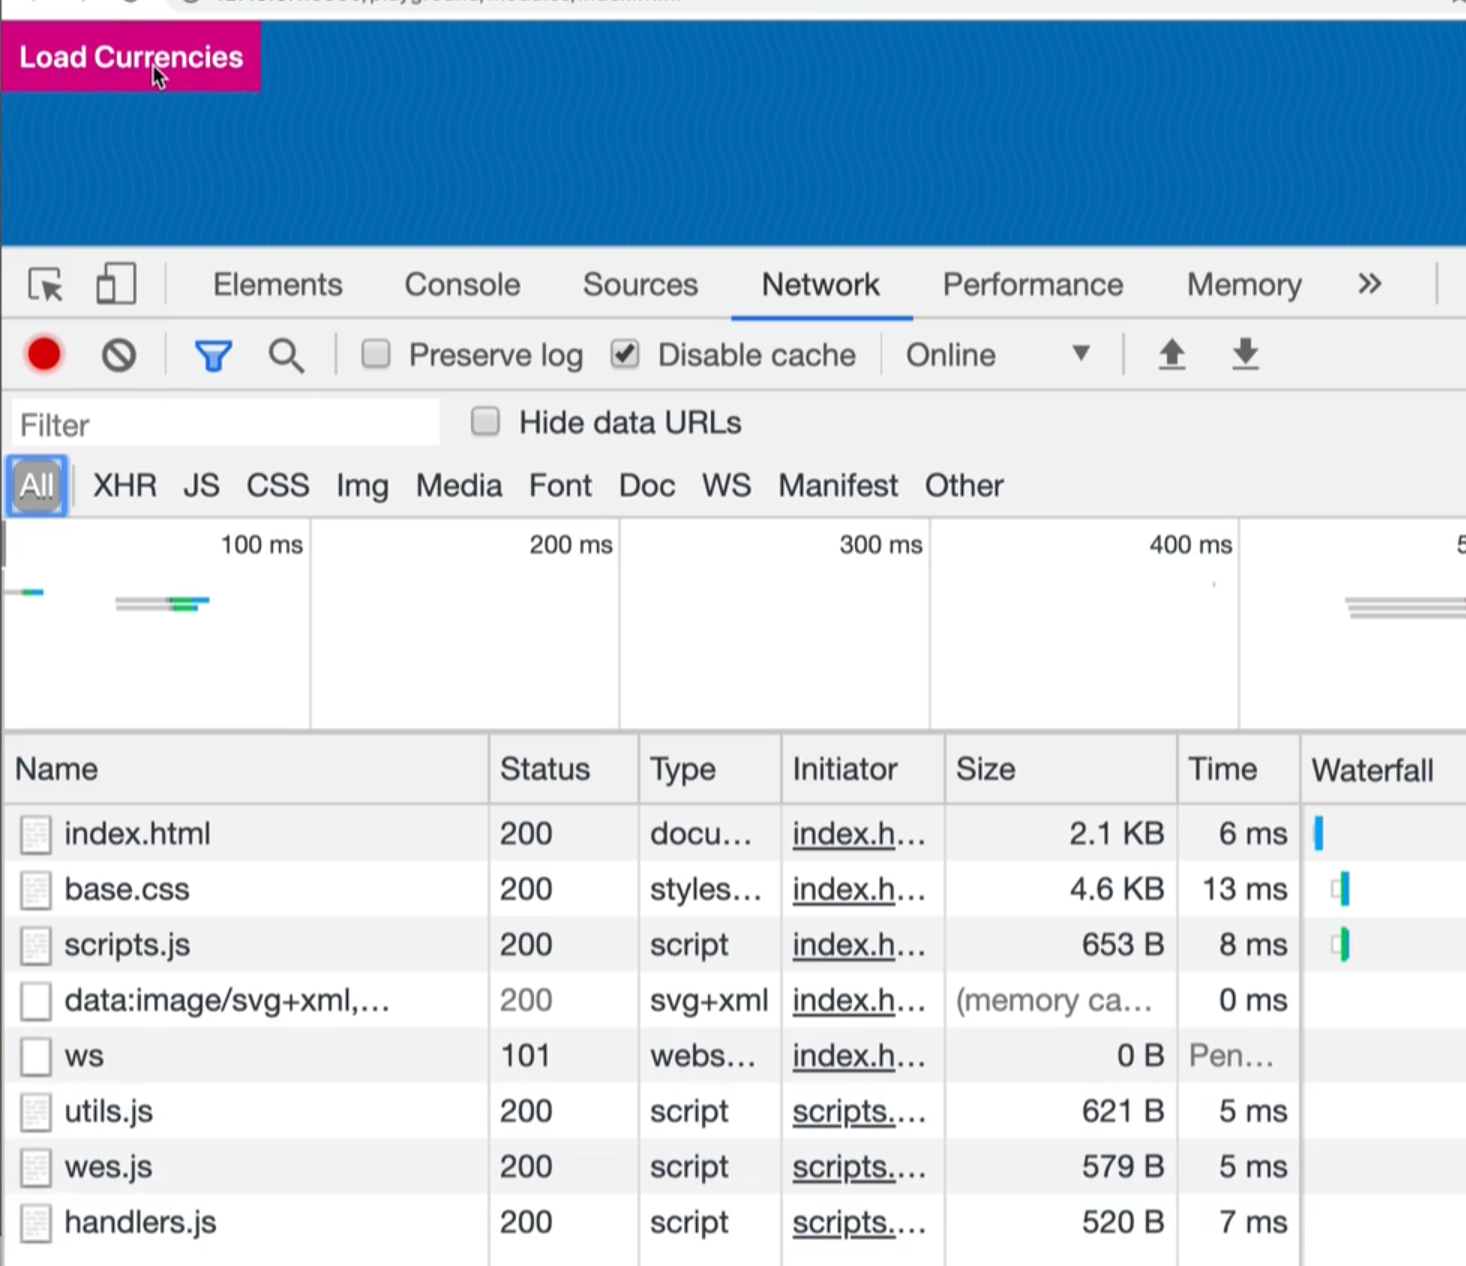 Load Currencies
Elements Console Sources Network Performance Memory »
Preserve log Disable cache Online
Filter Hide data URLs
All XHR JS CSS Img Media Font Doc WS Manifest Other
100 ms 200 ms 300 ms 400 ms 5
Name Status Type Initiator Size Time Waterfall
index.html 200 docu... index.h... 2.1 KB 6 ms
base.css 200 styles... index.h... 4.6 KB 13 ms
scripts.js 200 script index.h... 653 B 8 ms
data:image/svg+xml,... 200 svg+xml index.h... (memory ca... 0 ms
ws 101 webs... index.h... 0 B Pen...
utils.js 200 script scripts.... 621 B 5 ms
wes.js 200 script scripts.... 579 B 5 ms
handlers.js 200 script scripts.... 520 B 7 ms